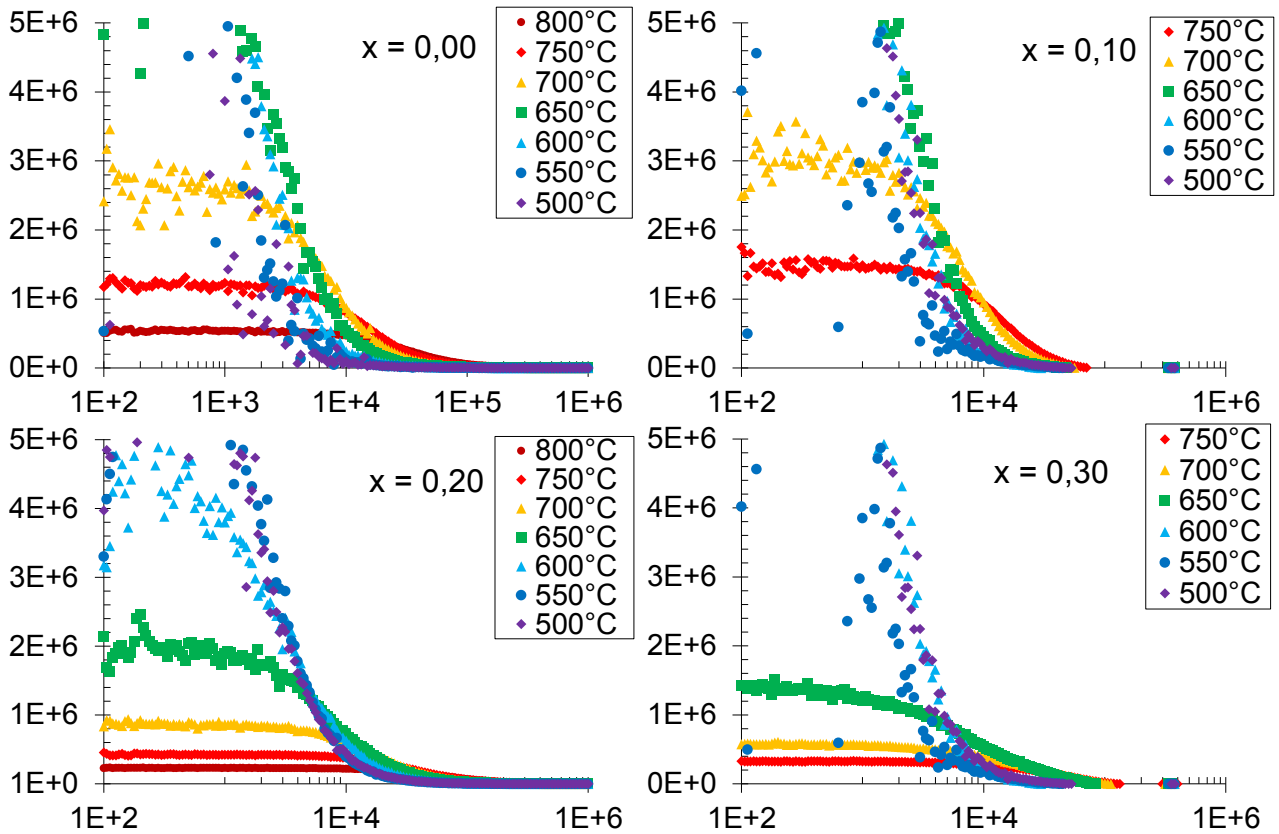 5E+6
4E+6
3E+6
2E+6
1E+6
0E+0
1E+2
1E+3
1E+4
1E+5
1E+6
x = 0,00
800°C
750°C
700°C
650°C
600°C
550°C
500°C
5E+6
4E+6
3E+6
2E+6
1E+6
0E+0
1E+2
1E+4
1E+6
x = 0,10
750°C
700°C
650°C
600°C
550°C
500°C
5E+6
4E+6
3E+6
2E+6
1E+6
1E+0
1E+2
1E+4
1E+6
x = 0,20
800°C
750°C
700°C
650°C
600°C
550°C
500°C
5E+6
4E+6
3E+6
2E+6
1E+6
0E+0
1E+2
1E+4
1E+6
x = 0,30
750°C
700°C
650°C
600°C
550°C
500°C